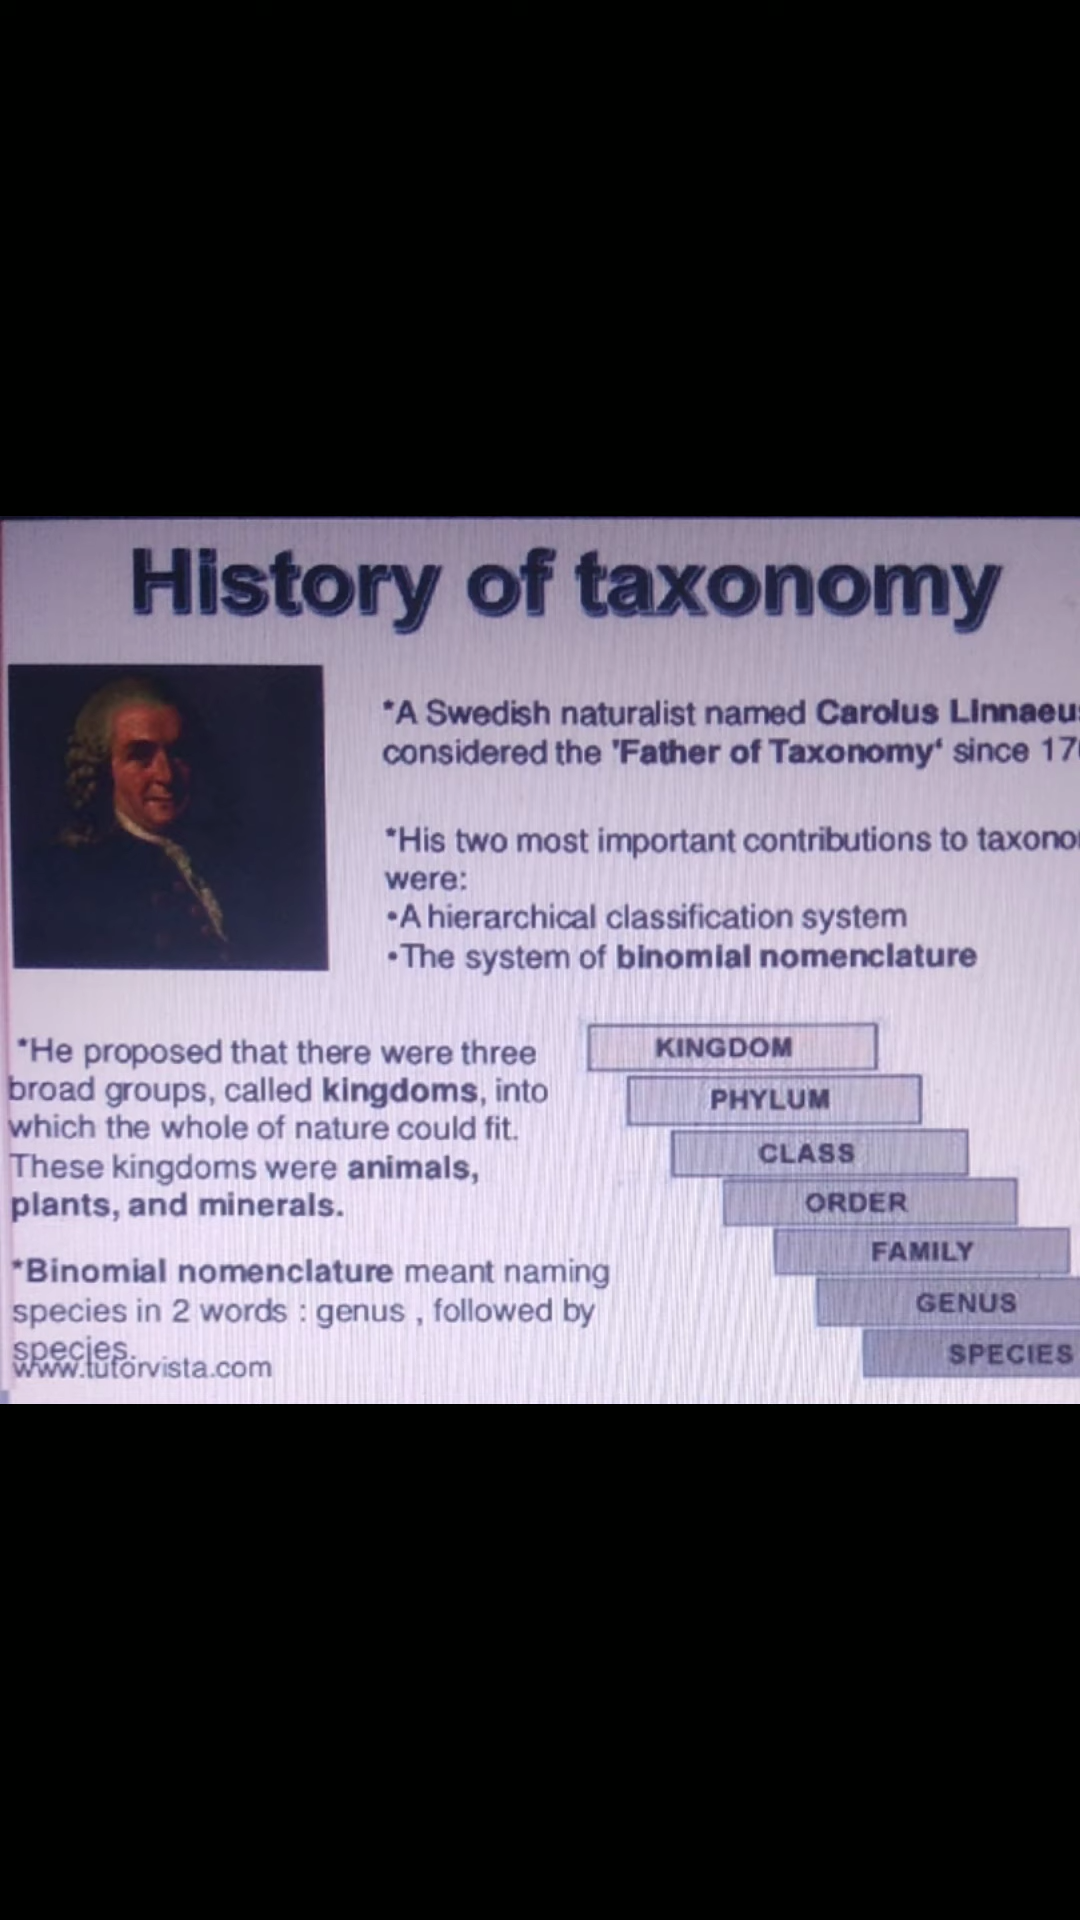 History of taxonomy
*A Swedish naturalist named Carolus Linnaeus
considered the 'Father of Taxonomy' since 17
*His two most important contributions to taxono
were:
•A hierarchical classification system
•The system of binomial nomenclature
*He proposed that there were three
broad groups, called kingdoms, into
which the whole of nature could fit.
These kingdoms were animals,
plants, and minerals.
*Binomial nomenclature meant naming
species in 2 words : genus , followed by
species.
www.tutorvista.com
KINGDOM
PHYLUM
CLASS
ORDER
FAMILY
GENUS
SPECIES